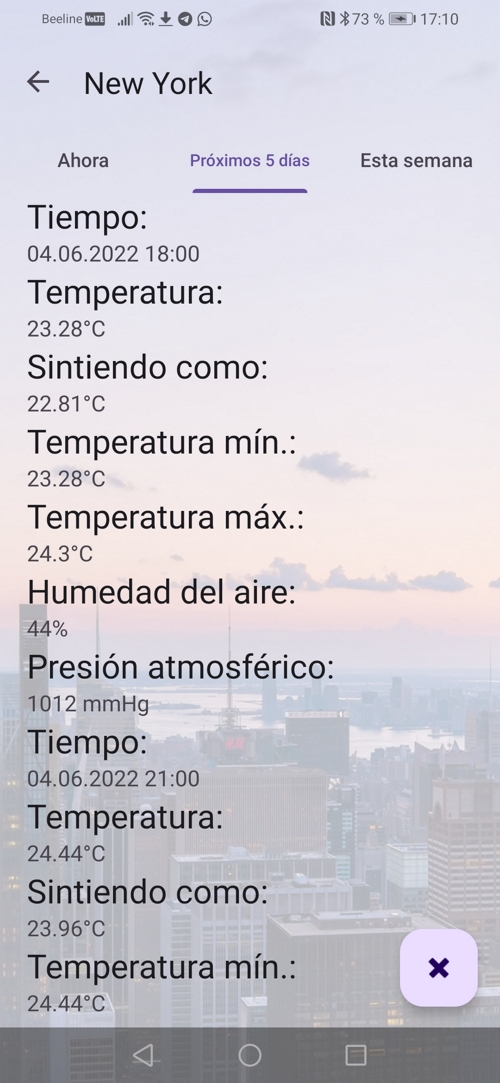 Beeline VoLTE 73 % 17:10
New York
Ahora Próximos 5 días Esta semana
Tiempo:
04.06.2022 18:00
Temperatura:
23.28°C
Sintiendo como:
22.81°C
Temperatura mín.:
23.28°C
Temperatura máx.:
24.3°C
Humedad del aire:
44%
Presión atmosférico:
1012 mmHg
Tiempo:
04.06.2022 21:00
Temperatura:
24.44°C
Sintiendo como:
23.96°C
Temperatura mín.:
24.44°C